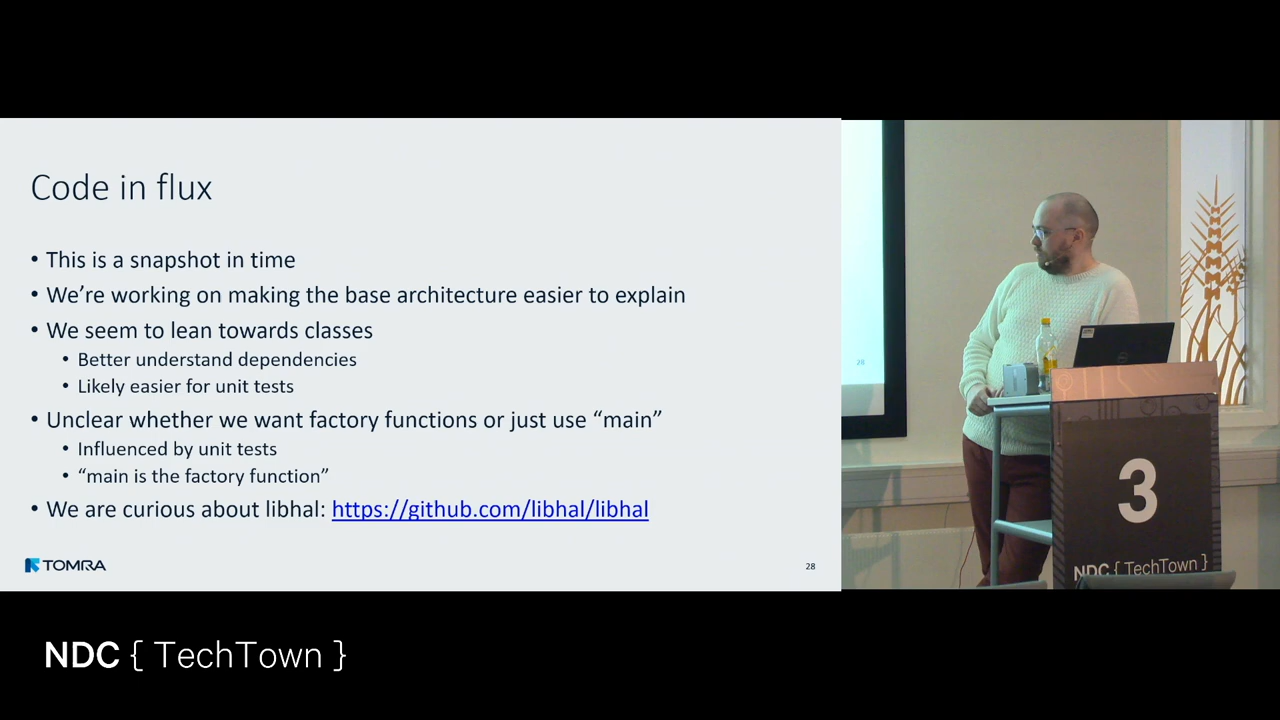 Code in flux
• This is a snapshot in time
• We're working on making the base architecture easier to explain
• We seem to lean towards classes
• Better understand dependencies
• Likely easier for unit tests
• Unclear whether we want factory functions or just use “main”
• Influenced by unit tests
• “main is the factory function”
• We are curious about libhal: https://github.com/libhal/libhal
TOMRA
28
28
3
NDC { TechTown }
NDC { TechTown }